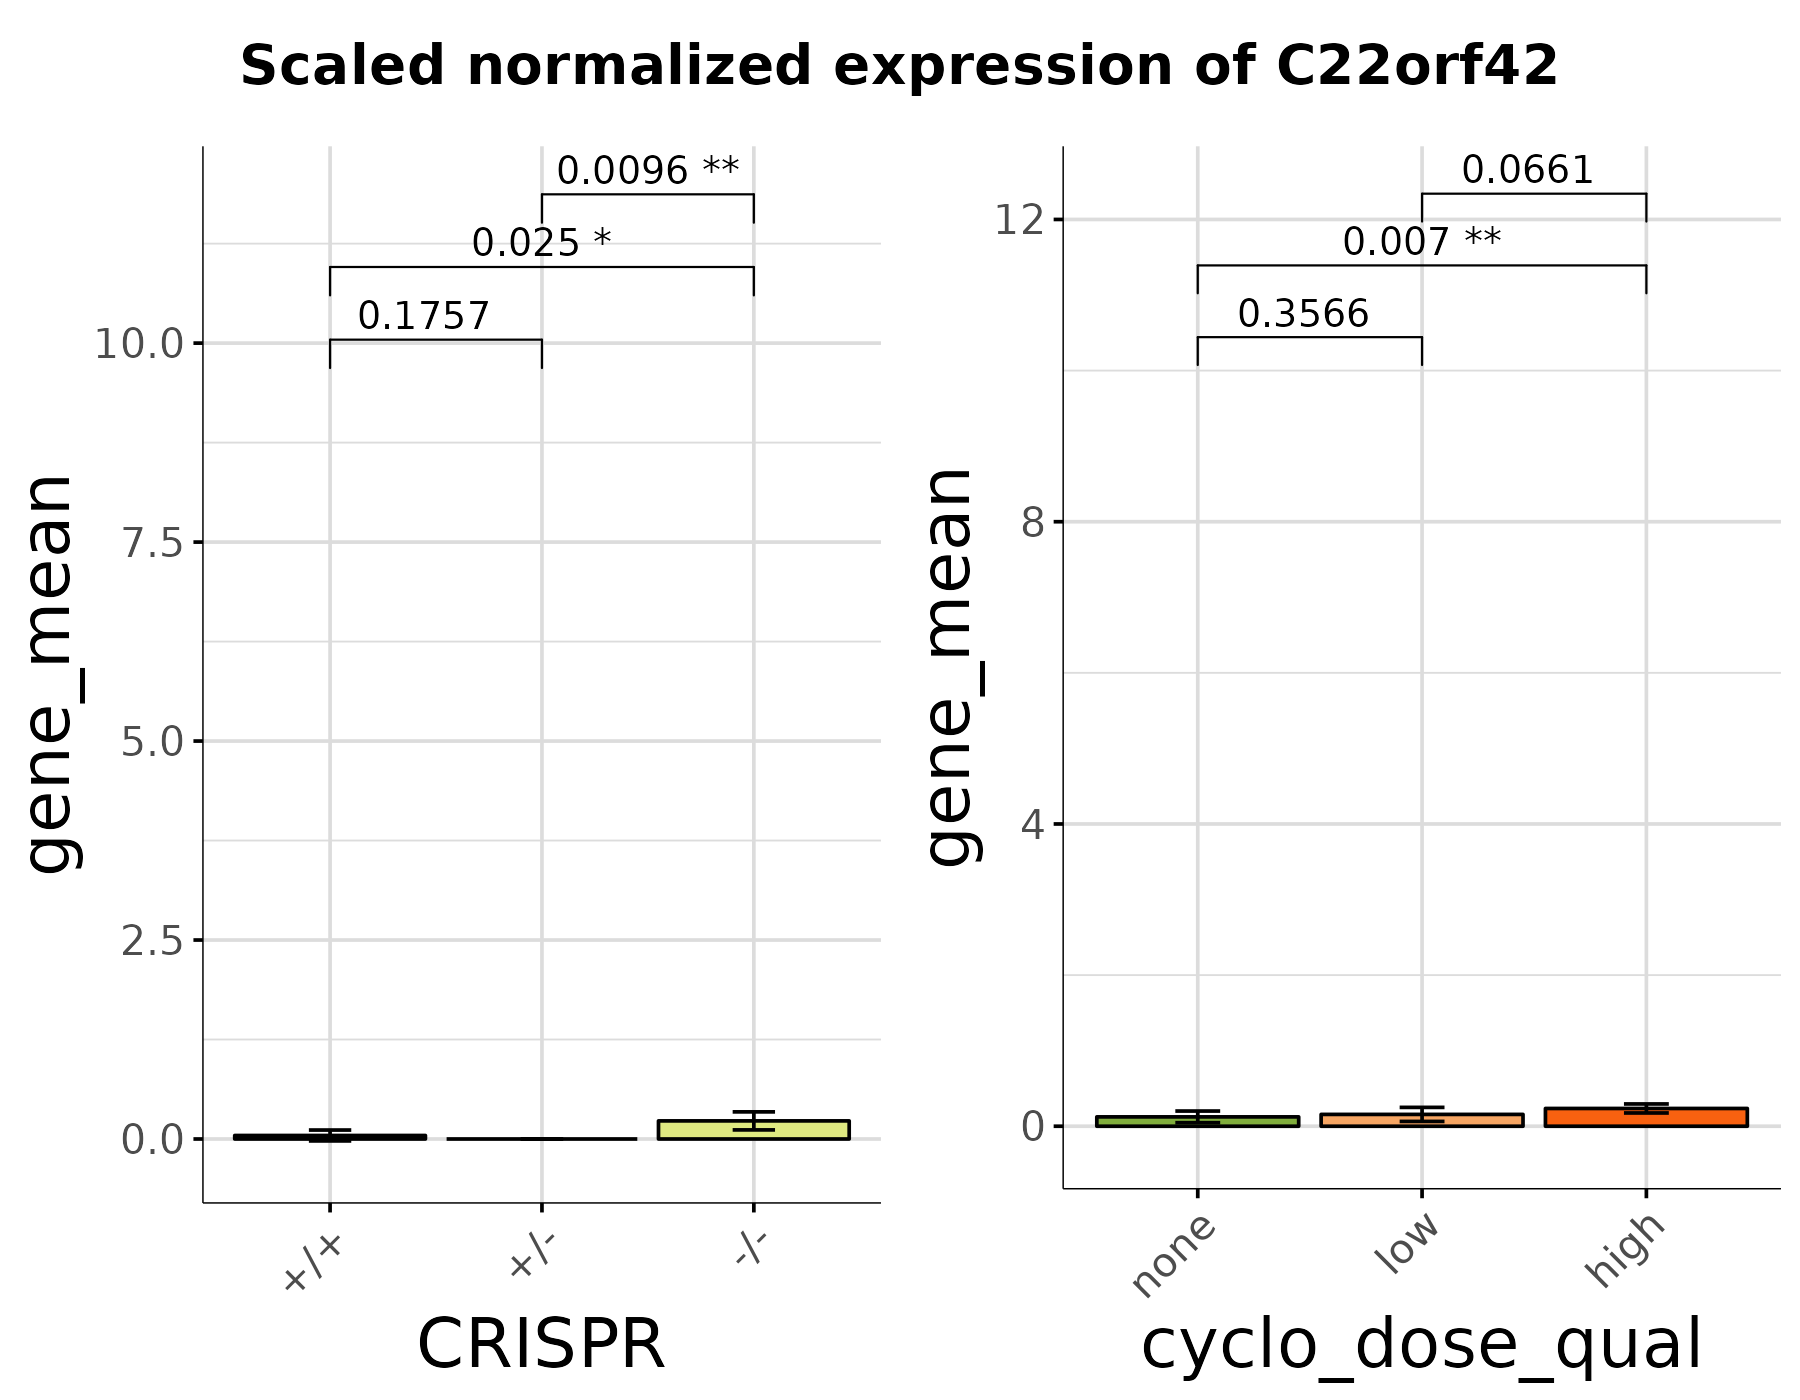 Scaled normalized expression of C22orf42
gene_mean
10.0
7.5
5.0
2.5
0.0
0.0096 **
0.025 *
0.1757
+/+
+/-
-/-
CRISPR
gene_mean
12
8
4
0
0.0661
0.007 **
0.3566
none
low
high
cyclo_dose_qual